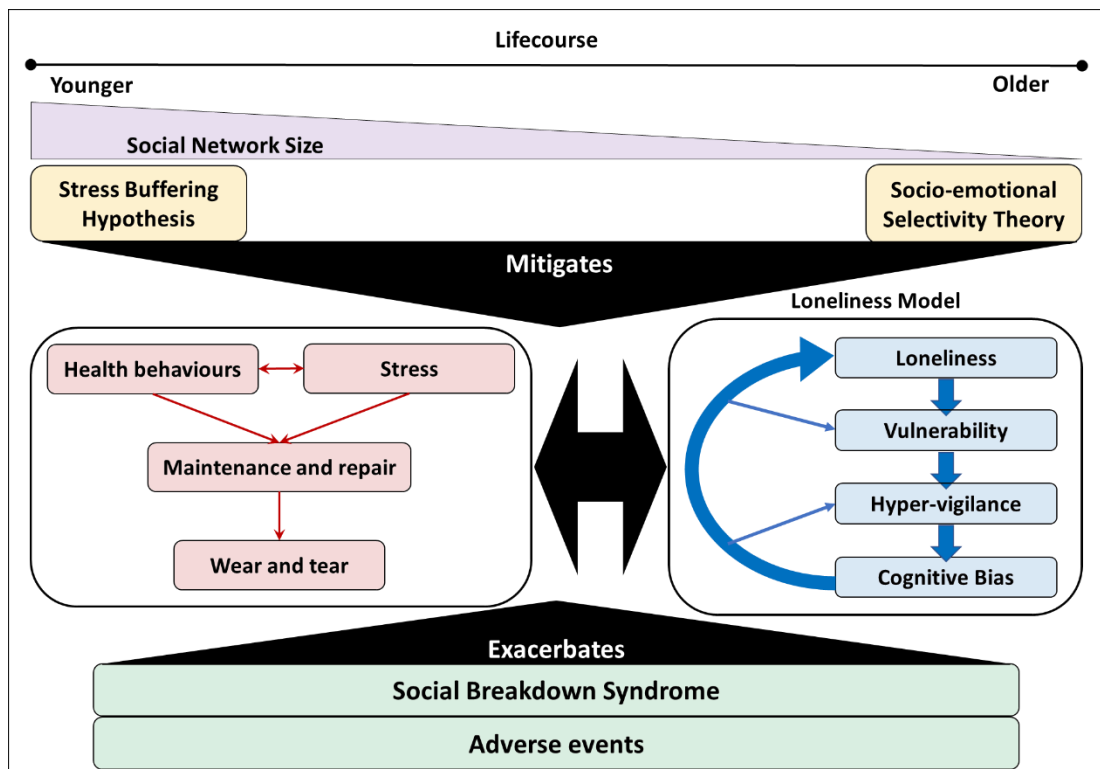 Lifecourse
Younger
Older
Social Network Size
Stress Buffering
Hypothesis
Socio-emotional
Selectivity Theory
Mitigates
Loneliness Model
Health behaviours
Stress
Maintenance and repair
Wear and tear
Loneliness
Vulnerability
Hyper-vigilance
Cognitive Bias
Exacerbates
Social Breakdown Syndrome
Adverse events